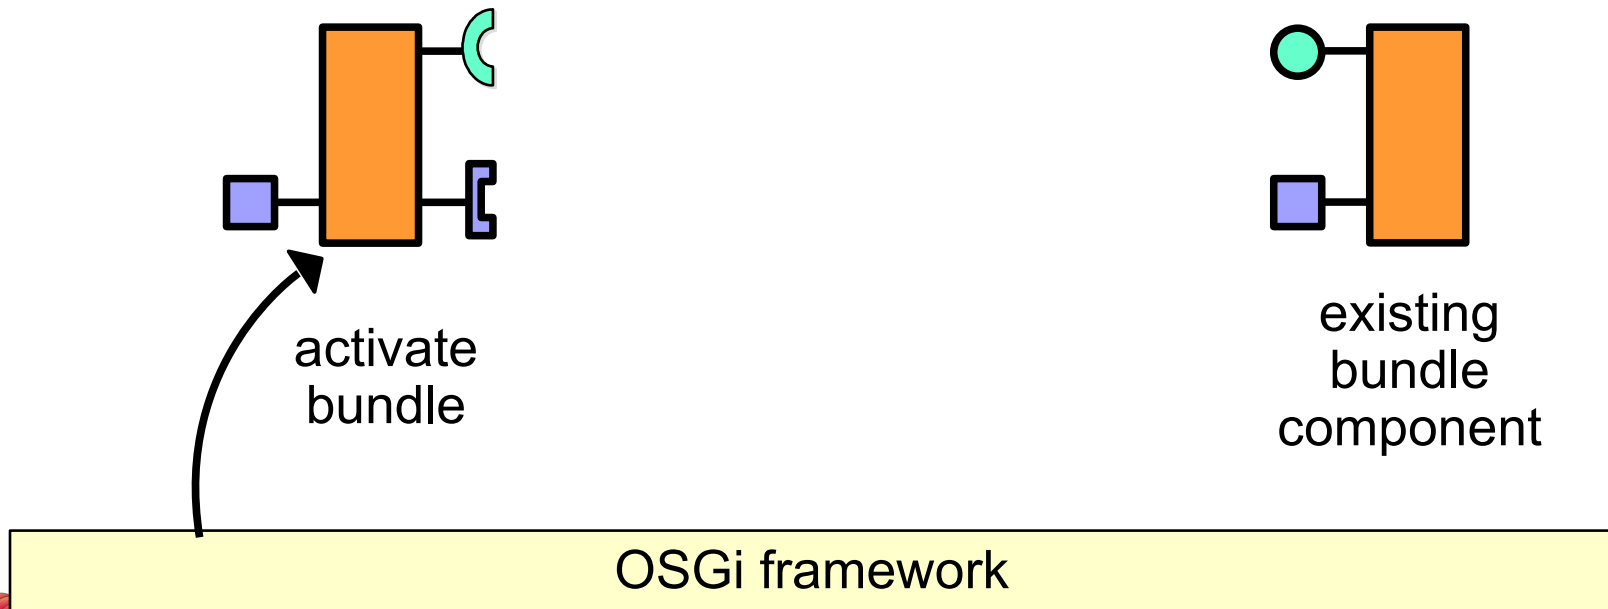 activate
bundle
existing
bundle
component
OSGi framework